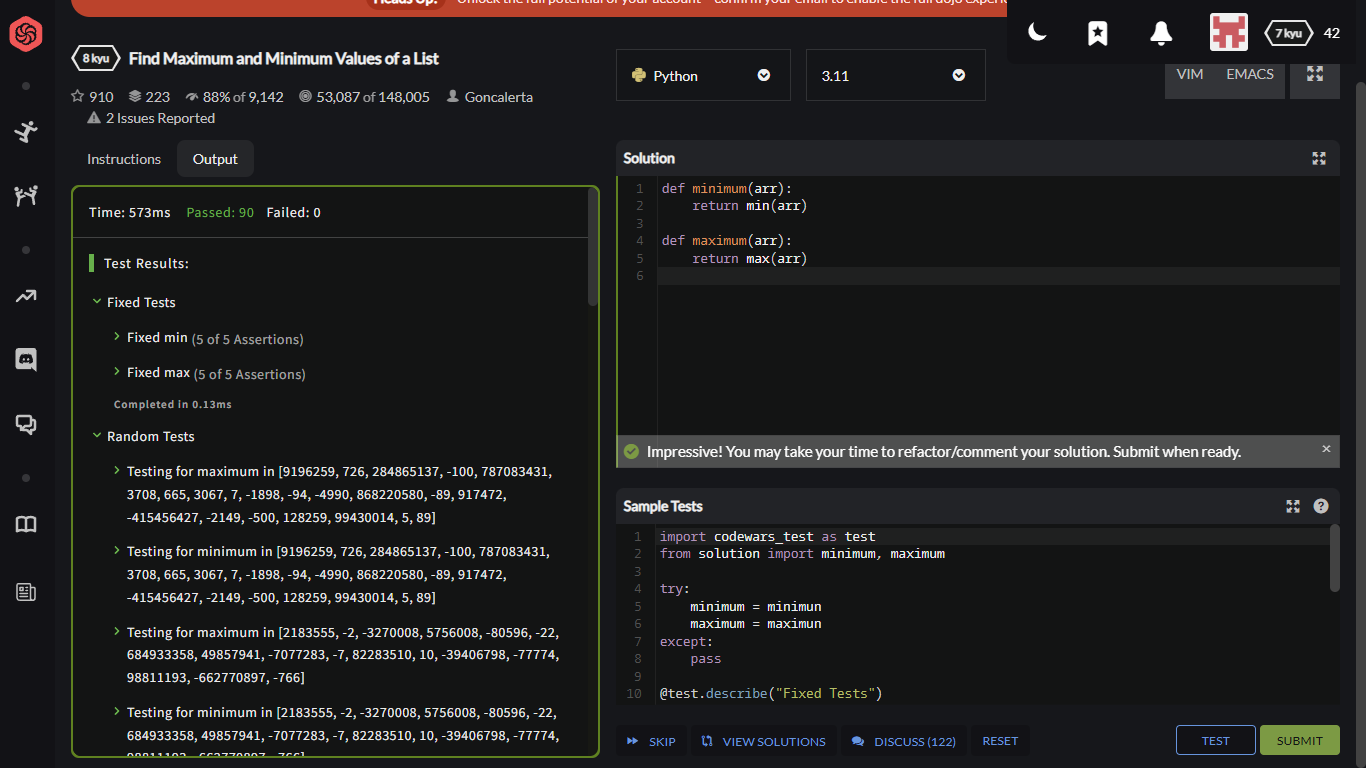 Heads Up! Unlock the full potential of your account – confirm your email to enable the full dojo experie
7 kyu 42
8 kyu Find Maximum and Minimum Values of a List
910 223 88% of 9,142 53,087 of 148,005 Goncalerta
2 Issues Reported
Python
3.11
VIM EMACS
Instructions Output
Time: 573ms Passed: 90 Failed: 0
Test Results:
Fixed Tests
Fixed min (5 of 5 Assertions)
Fixed max (5 of 5 Assertions)
Completed in 0.13ms
Random Tests
Testing for maximum in [9196259, 726, 284865137, -100, 787083431,
3708, 665, 3067, 7, -1898, -94, -4990, 868220580, -89, 917472,
-415456427, -2149, -500, 128259, 99430014, 5, 89]
Testing for minimum in [9196259, 726, 284865137, -100, 787083431,
3708, 665, 3067, 7, -1898, -94, -4990, 868220580, -89, 917472,
-415456427, -2149, -500, 128259, 99430014, 5, 89]
Testing for maximum in [2183555, -2, -3270008, 5756008, -80596, -22,
684933358, 49857941, -7077283, -7, 82283510, 10, -39406798, -77774,
98811193, -662770897, -766]
Testing for minimum in [2183555, -2, -3270008, 5756008, -80596, -22,
684933358, 49857941, -7077283, -7, 82283510, 10, -39406798, -77774,
98811193, -662770897, -766]
Solution
1 def minimum(arr):
2     return min(arr)
3
4 def maximum(arr):
5     return max(arr)
6
Impressive! You may take your time to refactor/comment your solution. Submit when ready. ×
Sample Tests ?
1 import codewars_test as test
2 from solution import minimum, maximum
3
4 try:
5     minimum = minimun
6     maximum = maximun
7 except:
8     pass
9
10 @test.describe("Fixed Tests")
SKIP VIEW SOLUTIONS DISCUSS (122) RESET TEST SUBMIT